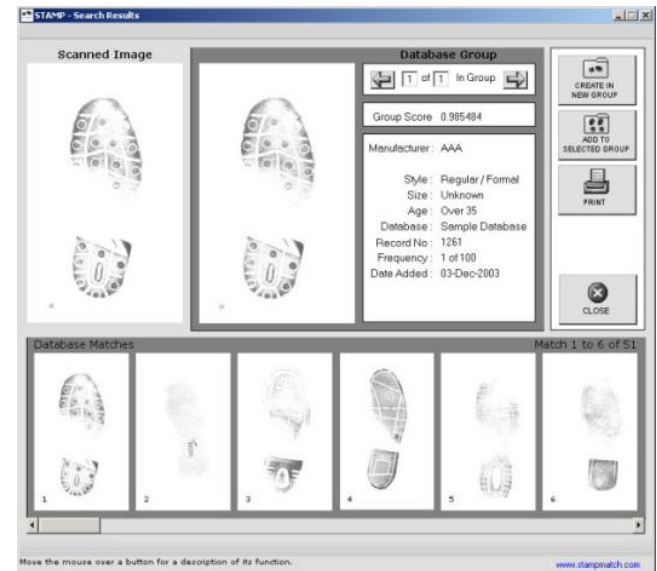 STAMP - Search Results
Scanned Image
Database Group
1 of 1 In Group
Group Score 0.985484
Manufacturer : AAA
Style : Regular / Formal
Size : Unknown
Age : Over 35
Database : Sample Database
Record No : 1261
Frequency : 1 of 100
Date Added : 03-Dec-2003
CREATE IN
NEW GROUP
ADD TO
SELECTED GROUP
PRINT
CLOSE
Database Matches
Match 1 to 6 of 51
1
2
3
4
5
6
Move the mouse over a button for a description of its function.
www.stampmatch.com